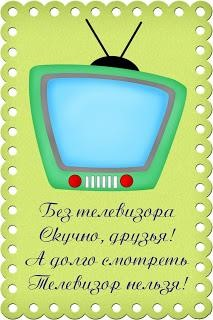 Без телевизора
Скучно, друзья!
А долго смотреть
Телевизор нельзя!